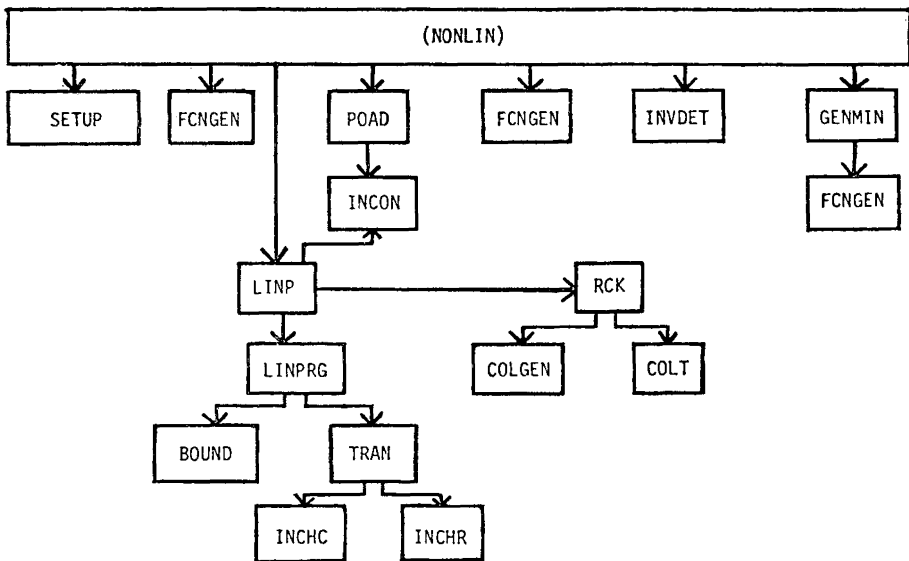 (NONLIN)
SETUP
FCNGEN
POAD
FCNGEN
INVDET
GENMIN
INCON
FCNGEN
LINP
RCK
LINPRG
COLGEN
COLT
BOUND
TRAN
INCHC
INCHR